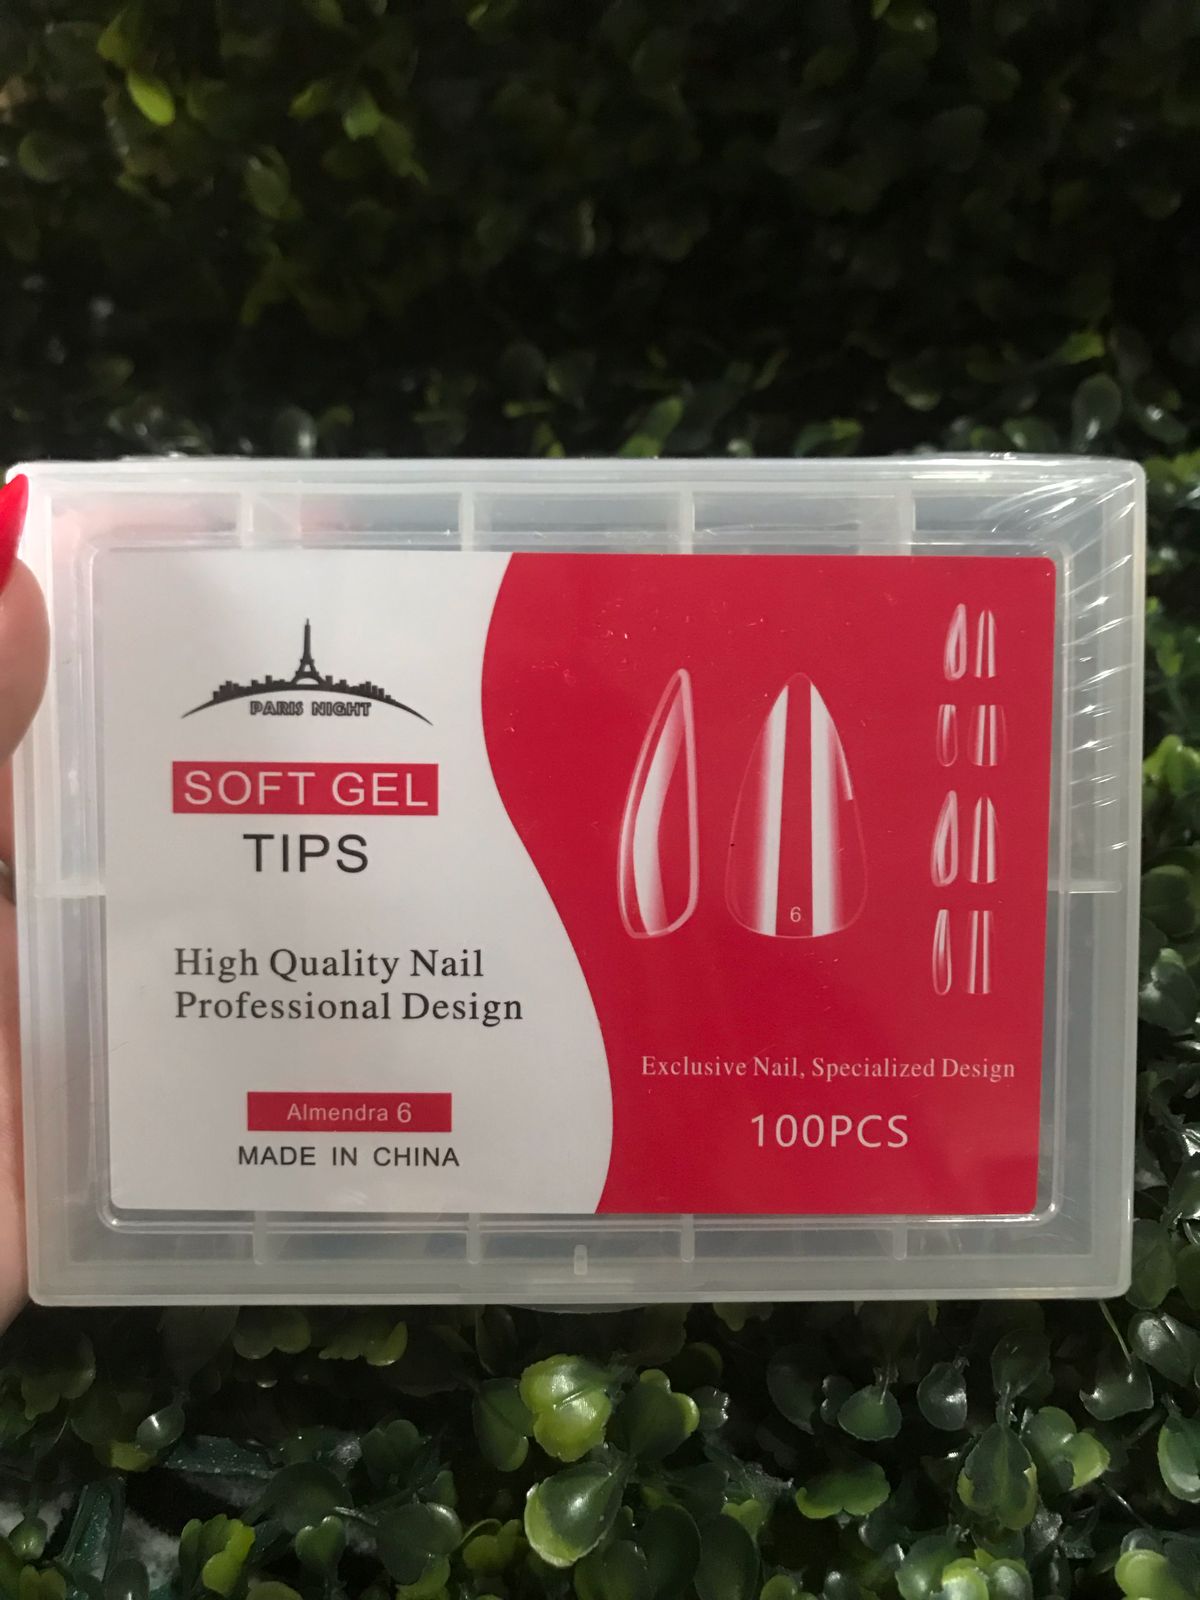 PARIS NIGHT
SOFT GEL
TIPS
High Quality Nail
Professional Design
Almendra 6
MADE IN CHINA
6
Exclusive Nail, Specialized Design
100PCS